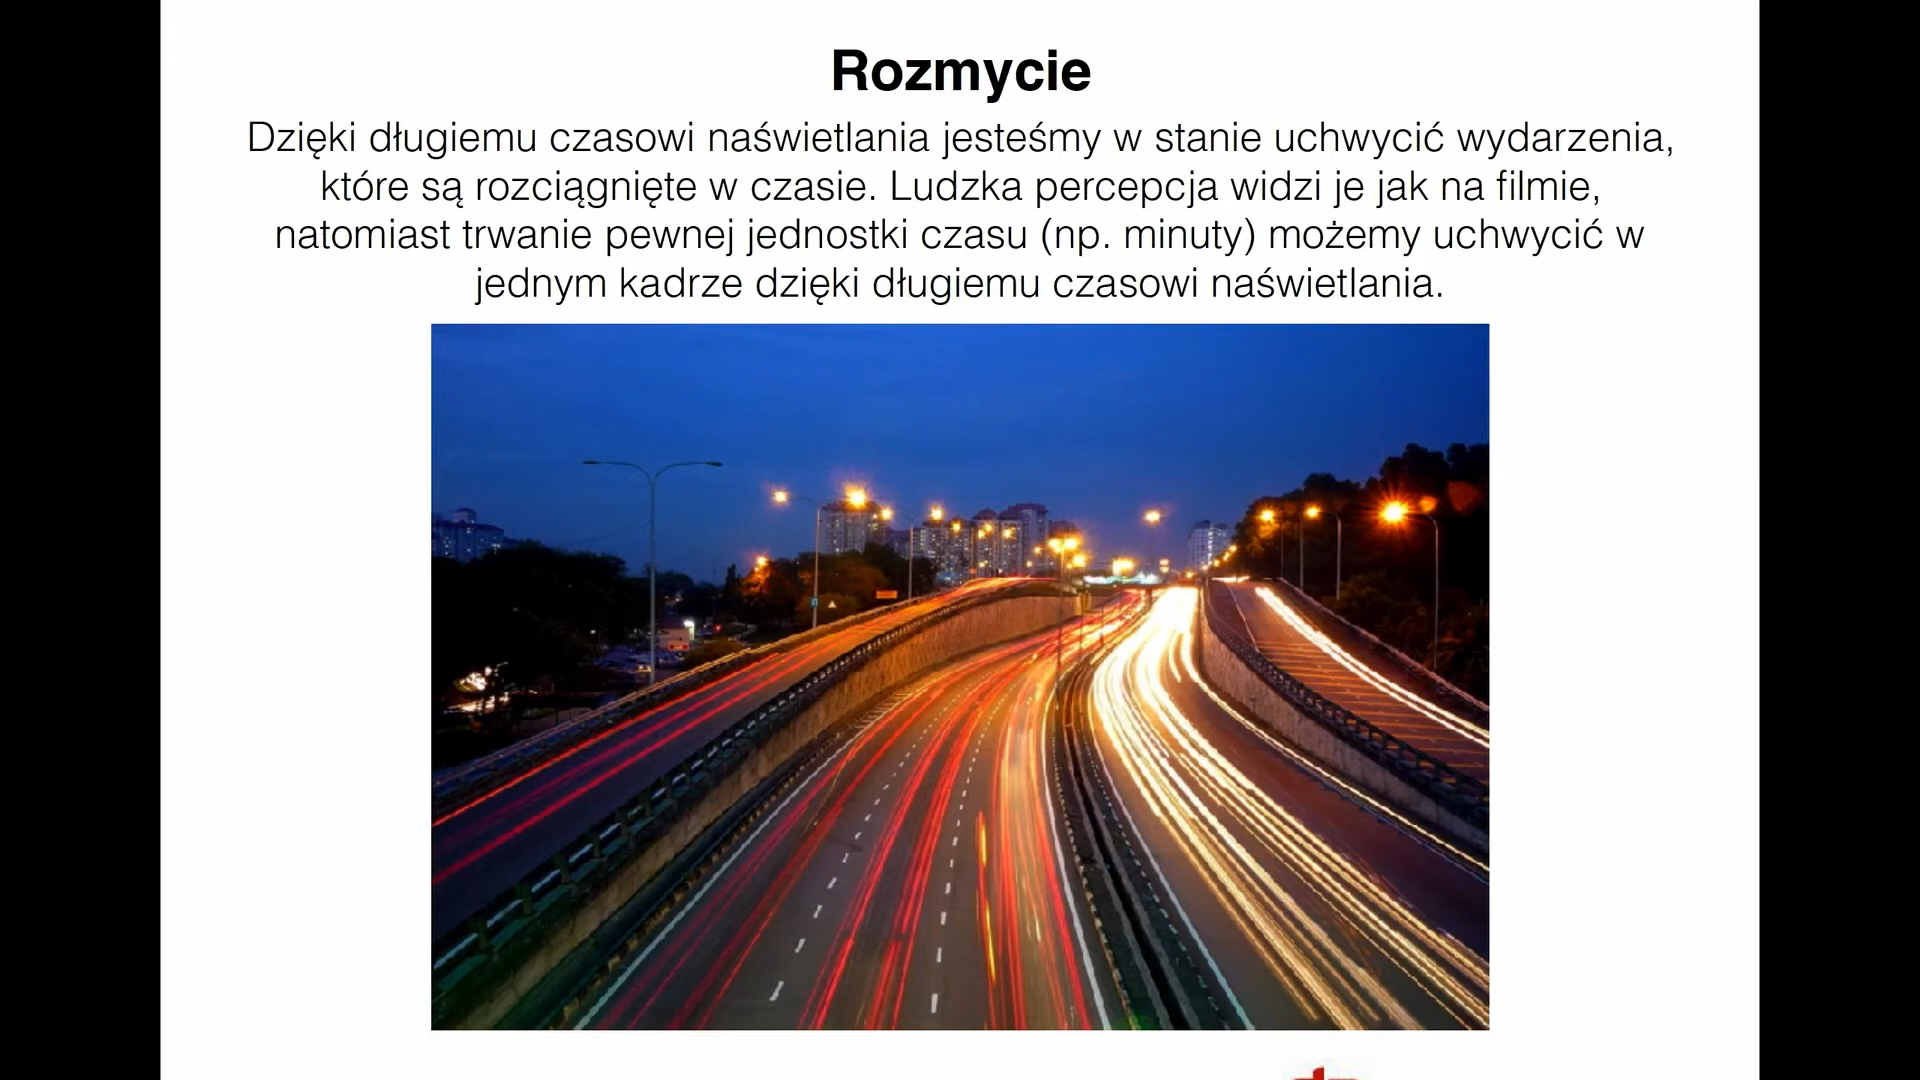 Rozmycie
Dzięki długiemu czasowi naświetlania jesteśmy w stanie uchwycić wydarzenia,
które są rozciągnięte w czasie. Ludzka percepcja widzi je jak na filmie,
natomiast trwanie pewnej jednostki czasu (np. minuty) możemy uchwycić w
jednym kadrze dzięki długiemu czasowi naświetlania.